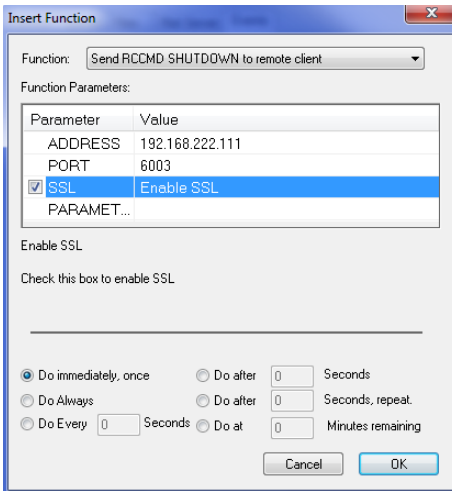 Insert Function
Function: Send RCCMD SHUTDOWN to remote client
Function Parameters:
Parameter Value
ADDRESS 192.168.222.111
PORT 6003
SSL Enable SSL
PARAMET...
Enable SSL
Check this box to enable SSL
Do immediately, once Do after 0 Seconds
Do Always Do after 0 Seconds, repeat.
Do Every 0 Seconds Do at 0 Minutes remaining
Cancel OK